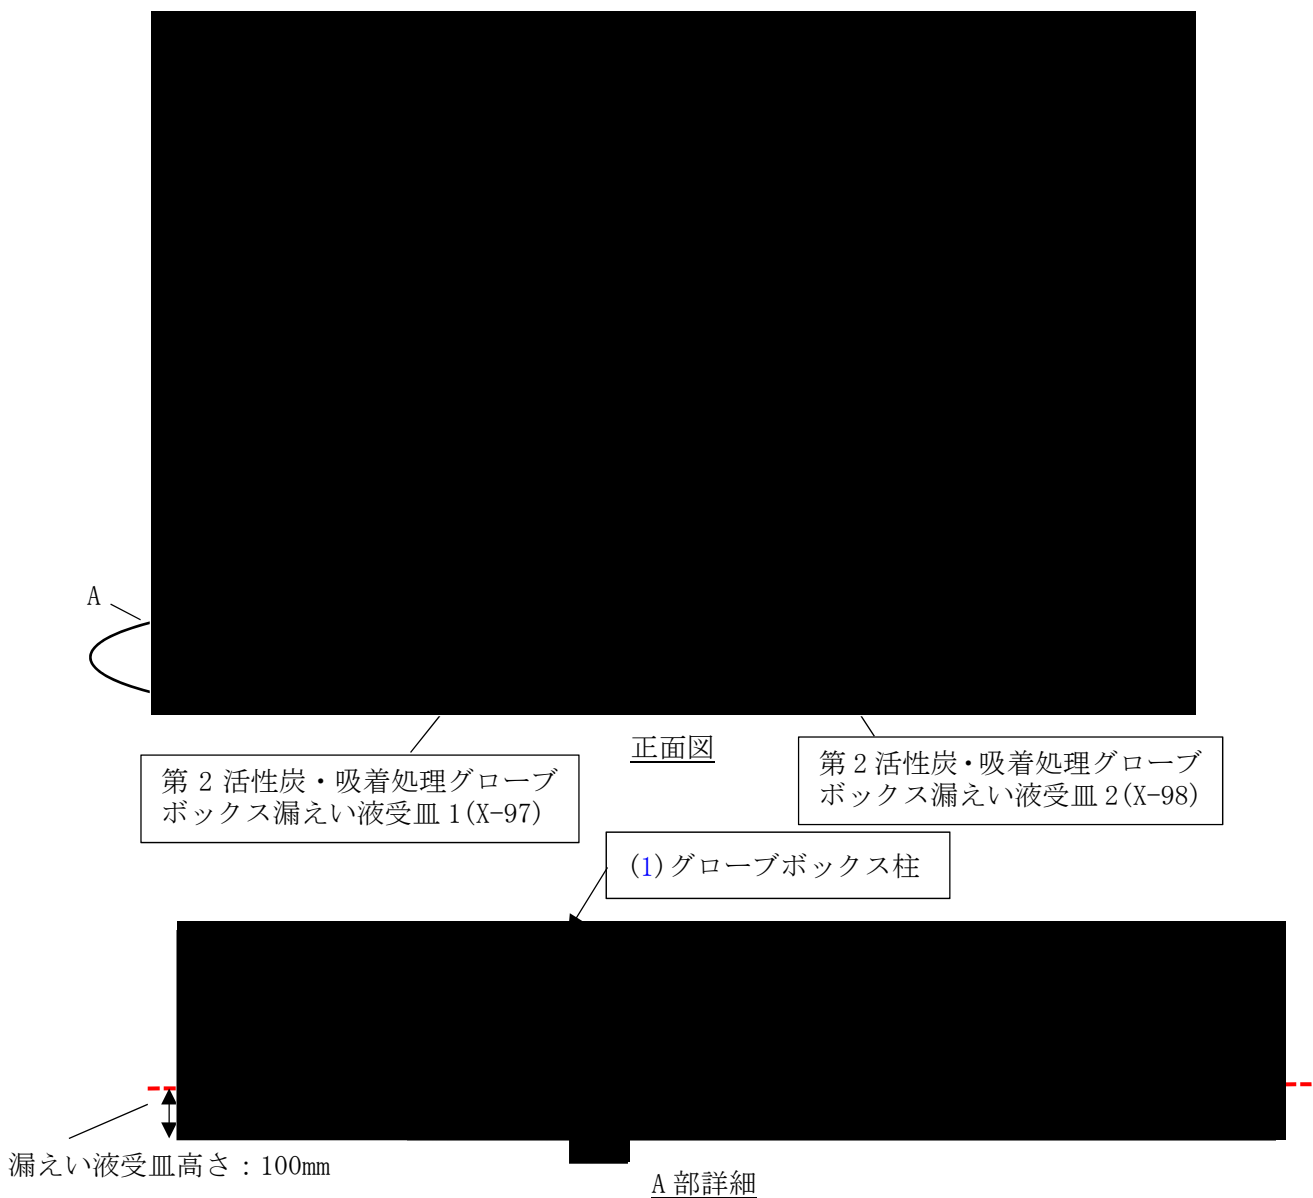 A
正面図
第 2 活性炭・吸着処理グローブ
ボックス漏えい液受皿 1(X-97)
第 2 活性炭・吸着処理グローブ
ボックス漏えい液受皿 2(X-98)
(1)グローブボックス柱
漏えい液受皿高さ：100mm
A 部詳細